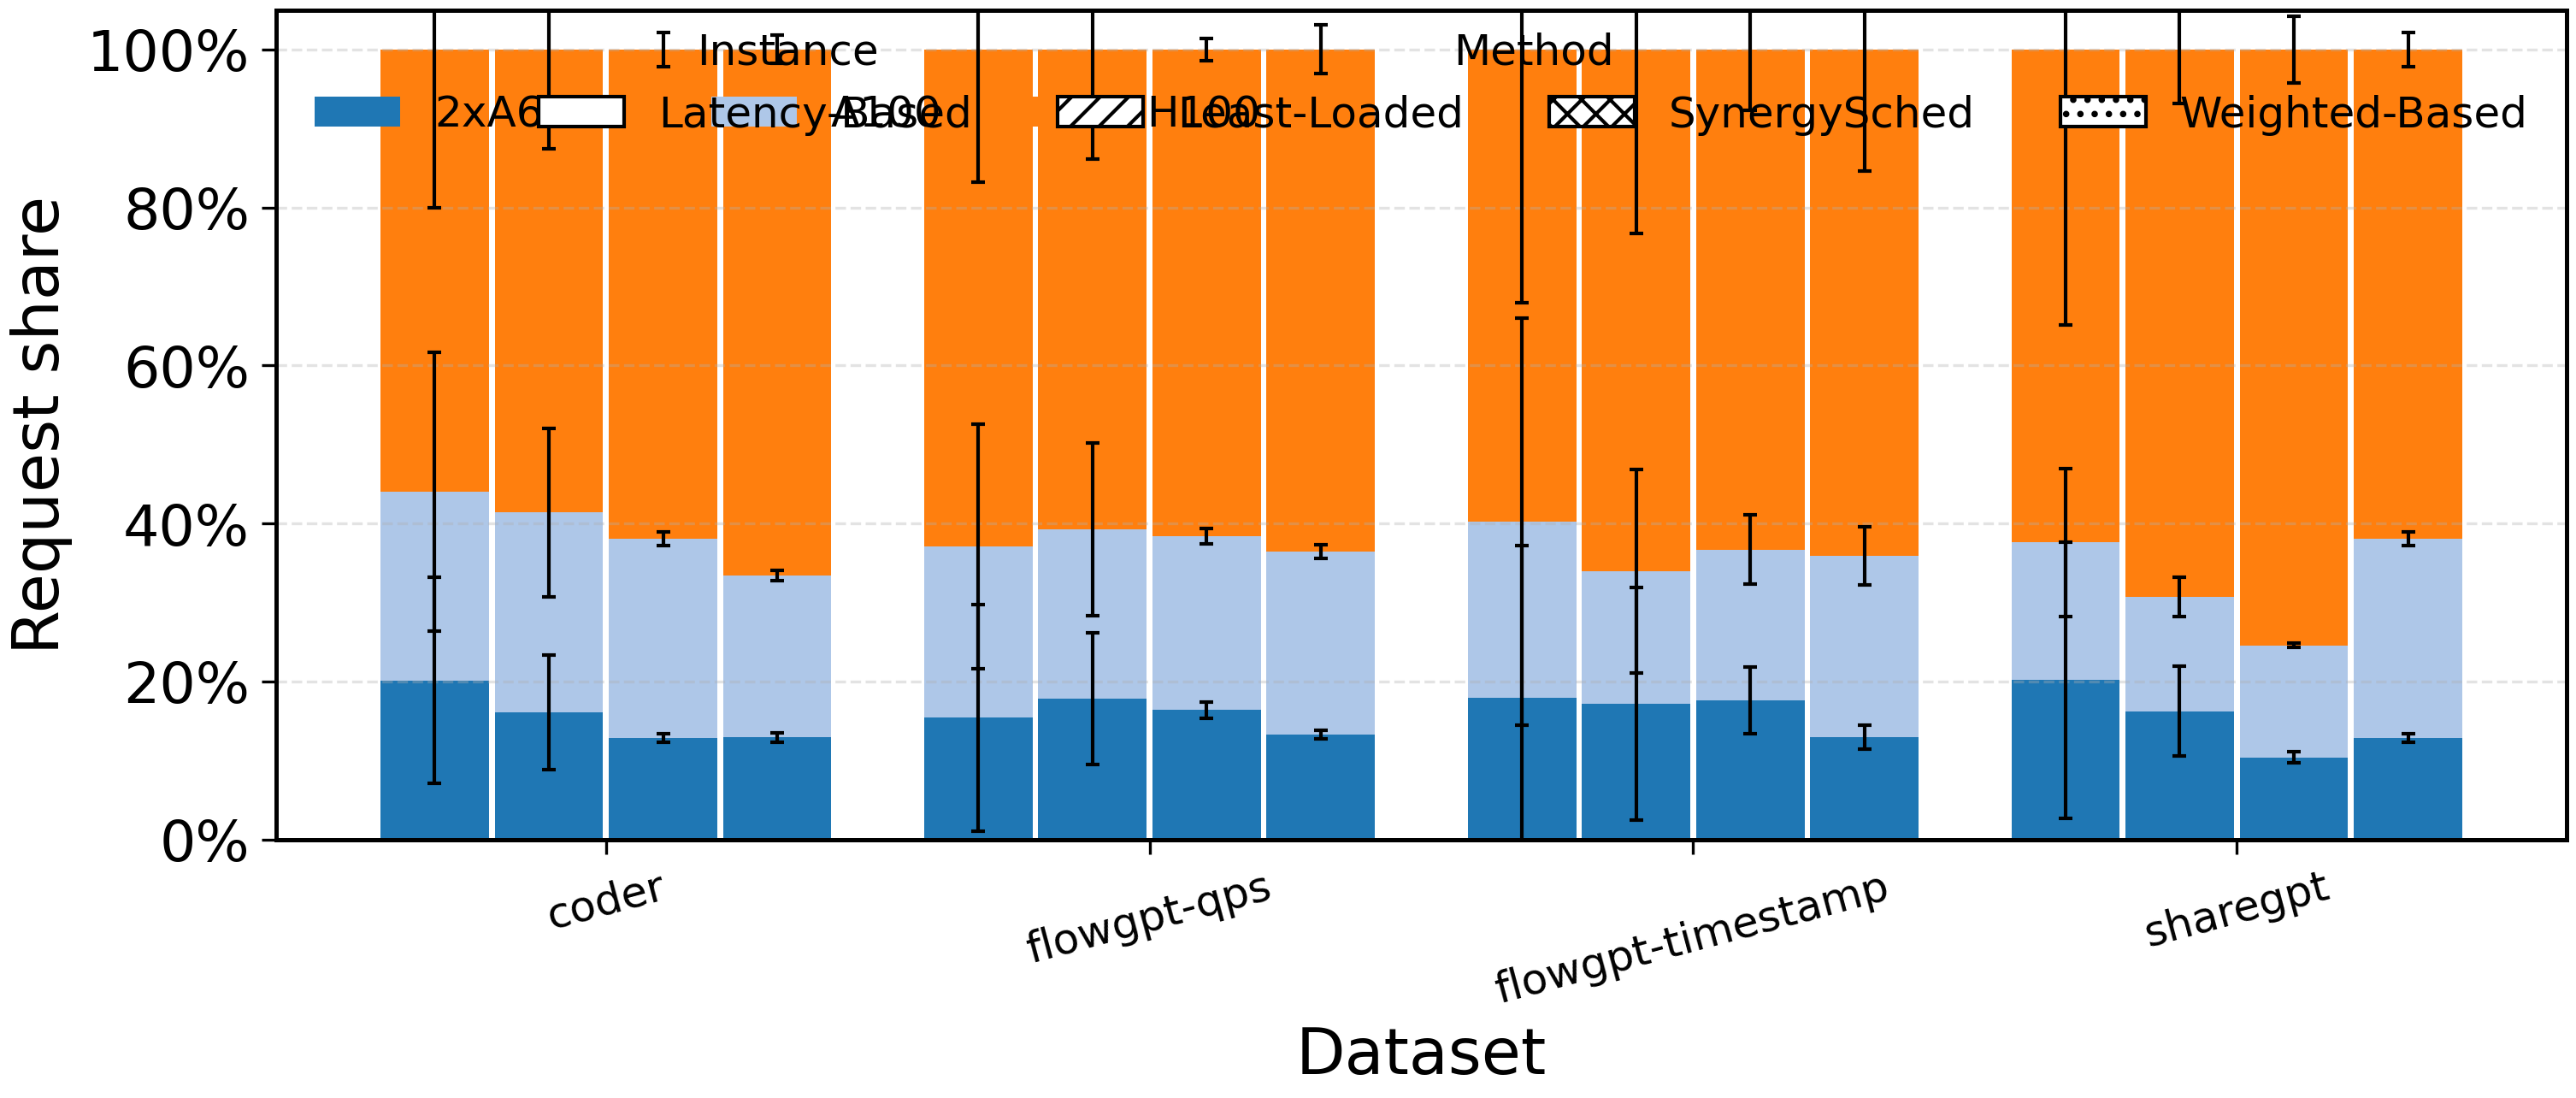 Request share
100%
80%
60%
40%
20%
0%
Instance
Method
2xA6
Latency-Based
A100
H100
Least-Loaded
SynergySched
Weighted-Based
coder
flowgpt-qps
flowgpt-timestamp
sharegpt
Dataset